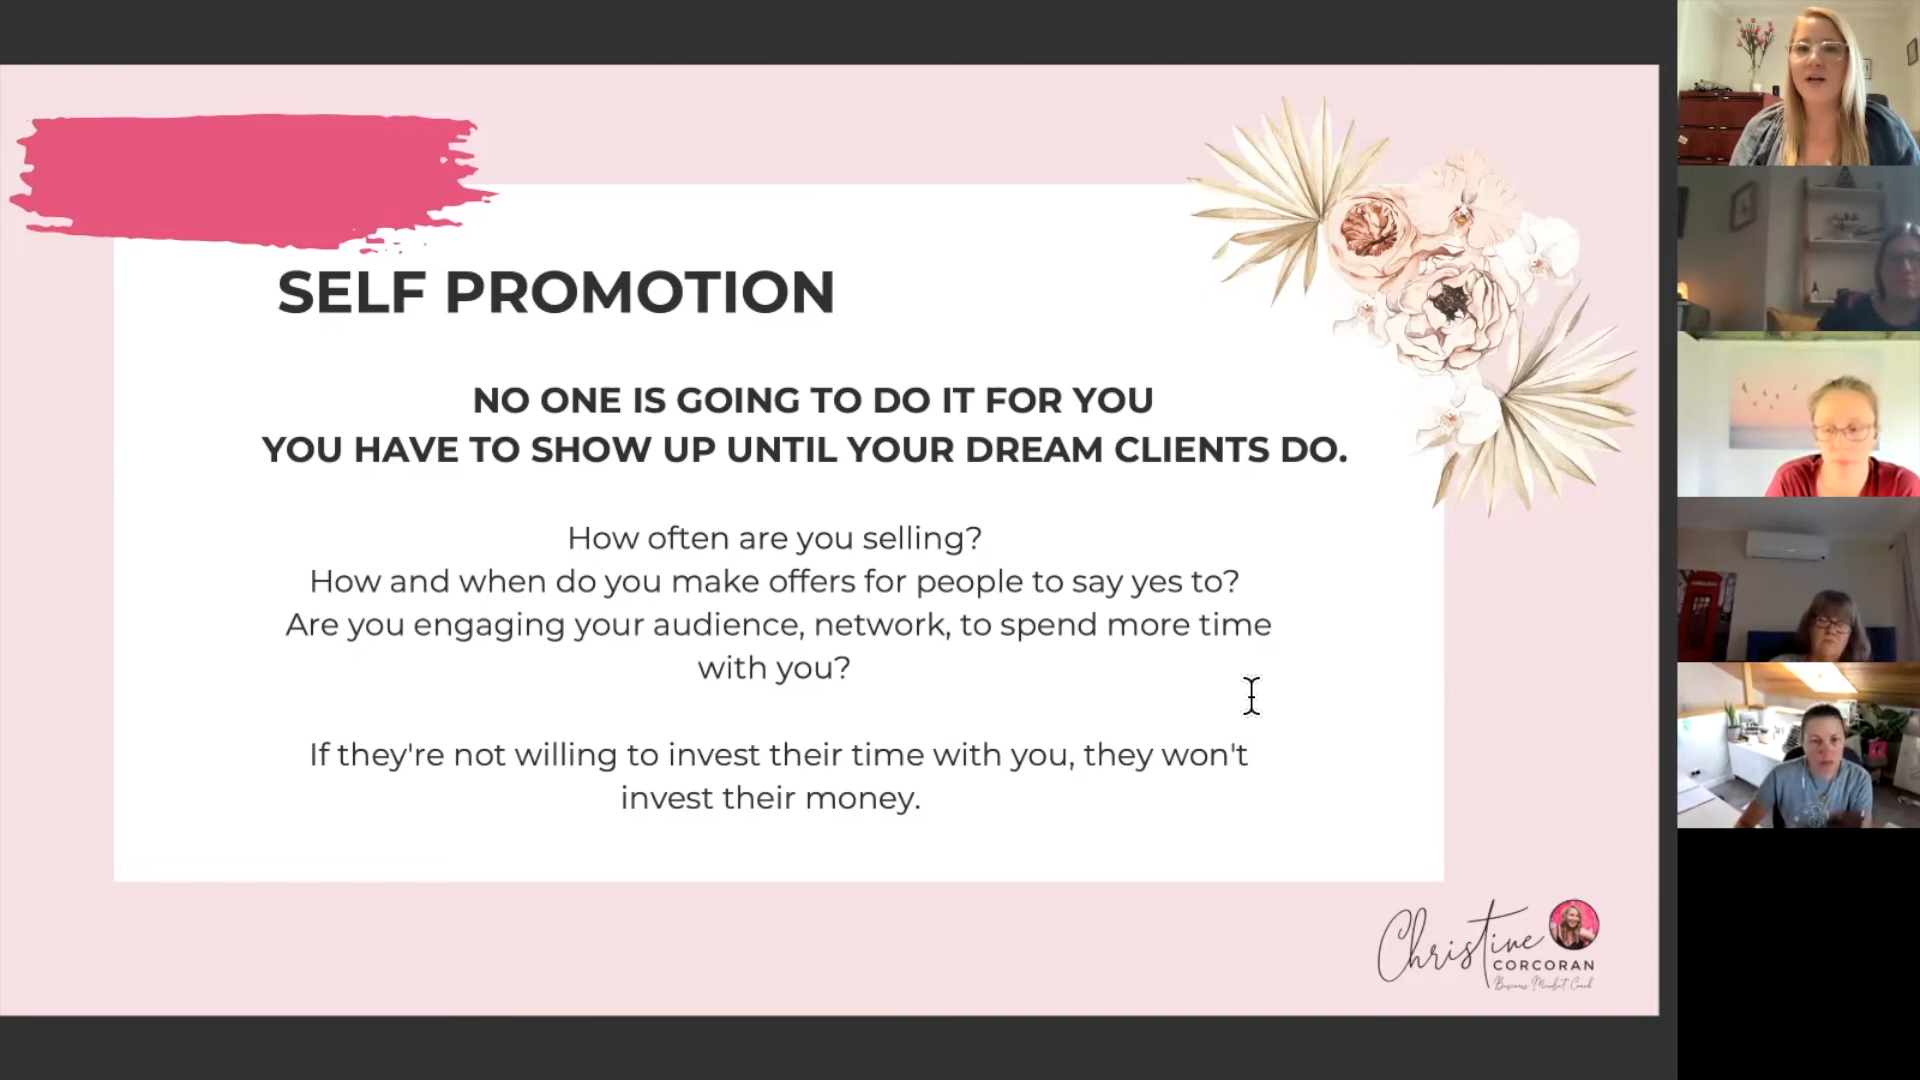 SELF PROMOTION
NO ONE IS GOING TO DO IT FOR YOU
YOU HAVE TO SHOW UP UNTIL YOUR DREAM CLIENTS DO.
How often are you selling?
How and when do you make offers for people to say yes to?
Are you engaging your audience, network, to spend more time
with you?
If they're not willing to invest their time with you, they won't
invest their money.
Christine
CORCORAN
Business Mindset Coach